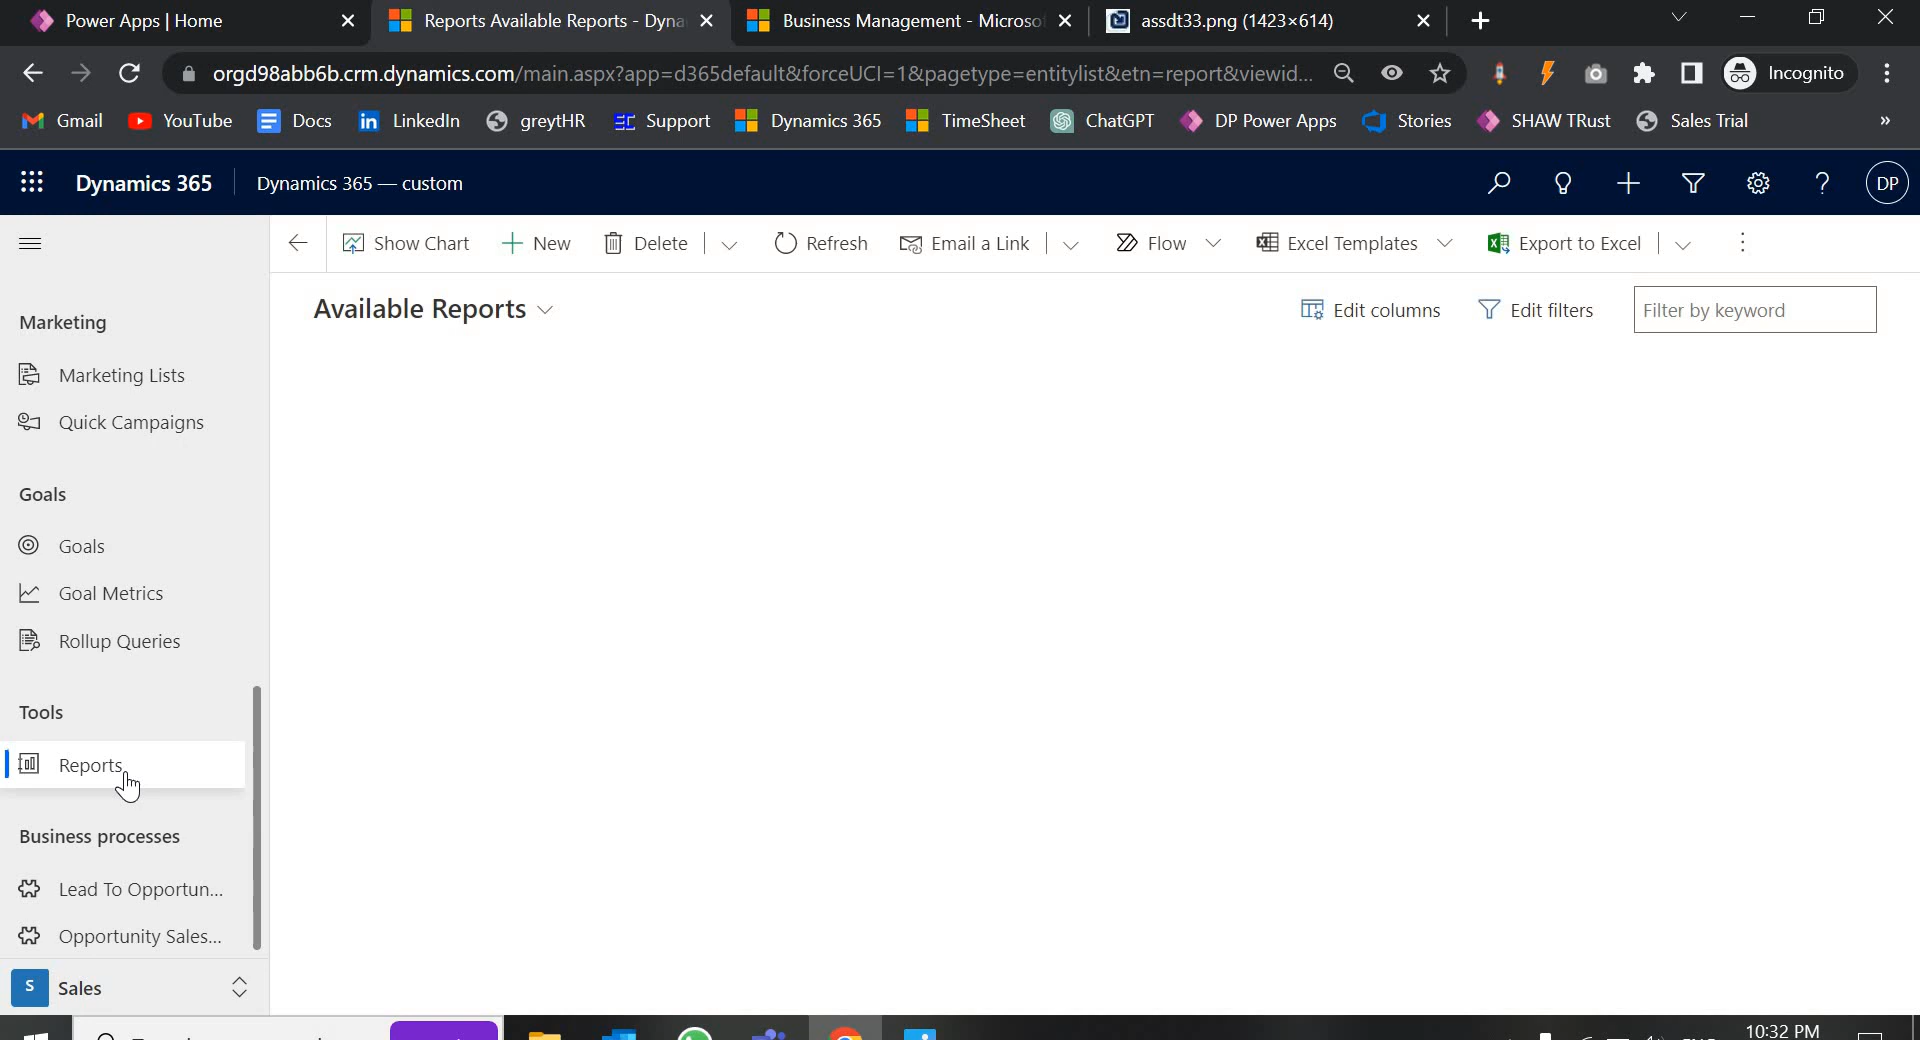 Power Apps | Home
Reports Available Reports - Dyna
Business Management - Microso
assdt33.png (1423×614)
orgd98abb6b.crm.dynamics.com/main.aspx?app=d365default&forceUCI=1&pagetype=entitylist&etn=report&viewid...
Incognito
Gmail
YouTube
Docs
LinkedIn
greytHR
Support
Dynamics 365
TimeSheet
ChatGPT
DP Power Apps
Stories
SHAW TRust
Sales Trial
»
Dynamics 365
Dynamics 365 — custom
DP
Show Chart
New
Delete
Refresh
Email a Link
Flow
Excel Templates
Export to Excel
Available Reports
Edit columns
Edit filters
Filter by keyword
Marketing
Marketing Lists
Quick Campaigns
Goals
Goals
Goal Metrics
Rollup Queries
Tools
Reports
Business processes
Lead To Opportun...
Opportunity Sales...
S
Sales
10:32 PM